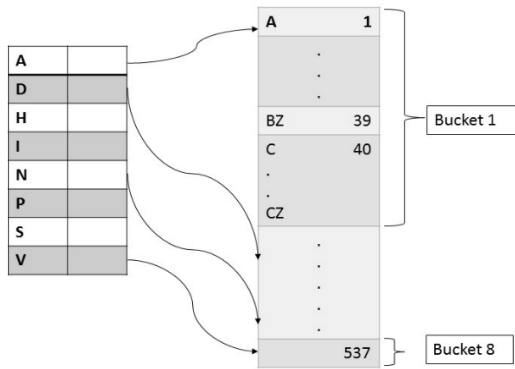 A
D
H
I
N
P
S
V
A 1
.
.
.
BZ 39
C 40
.
.
CZ
.
.
.
.
.
537
Bucket 1
Bucket 8